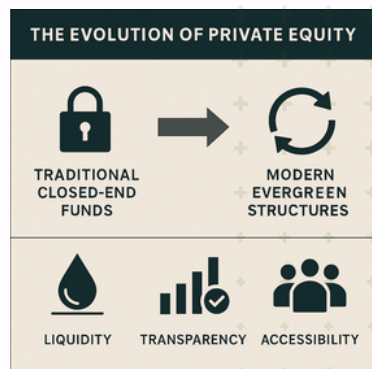 THE EVOLUTION OF PRIVATE EQUITY
TRADITIONAL
CLOSED-END
FUNDS
MODERN
EVERGREEN
STRUCTURES
LIQUIDITY
TRANSPARENCY
ACCESSIBILITY